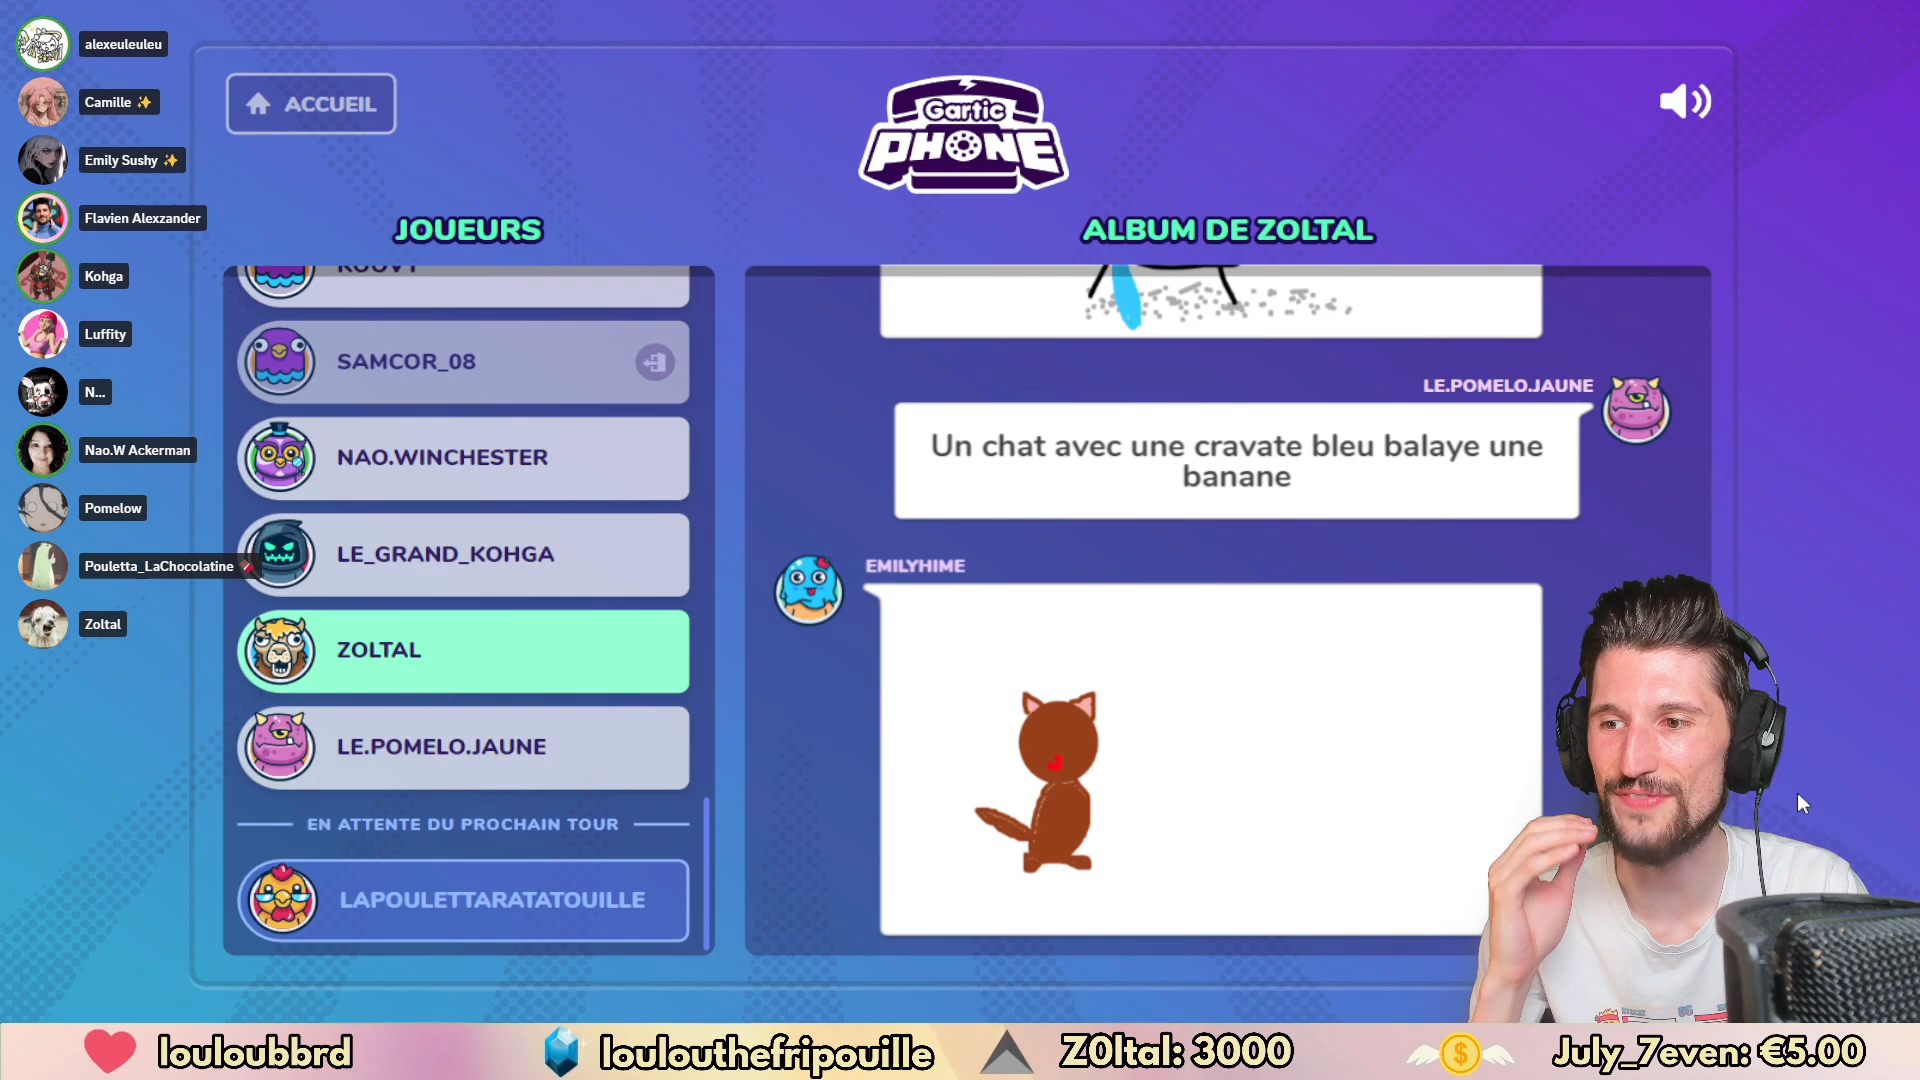 alexeuleuleu
Camille
Emily Sushy
Flavien Alexzander
Kohga
Luffity
N...
Nao.W Ackerman
Pomelow
Pouletta_LaChocolatine
Zoltal
ACCUEIL
Gartic
PHONE
JOUEURS
SAMCOR_08
NAO.WINCHESTER
LE_GRAND_KOHGA
ZOLTAL
LE.POMELO.JAUNE
EN ATTENTE DU PROCHAIN TOUR
LAPOULETTARATATOUILLE
ALBUM DE ZOLTAL
LE.POMELO.JAUNE
Un chat avec une cravate bleu balaye une
banane
EMILYHIME
louloubbrd
loulouthefripouille
Z0ltal: 3000
July_7even: €5.00